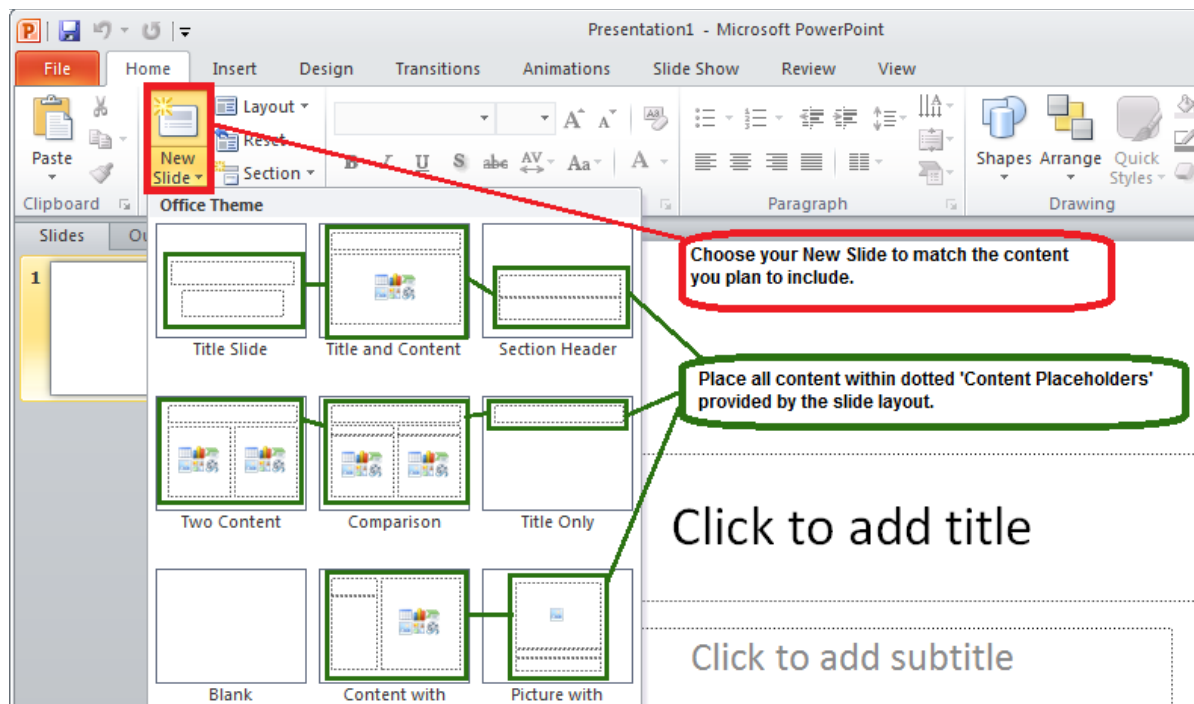 Presentation1 - Microsoft PowerPoint
File Home Insert Design Transitions Animations Slide Show Review View
Paste
New Slide
Layout
Reset
Section
B U S abc AV Aa A
A A
Shapes Arrange Quick Styles
Clipboard
Paragraph
Drawing
Slides
Office Theme
1
Choose your New Slide to match the content
you plan to include.
Title Slide Title and Content Section Header
Place all content within dotted 'Content Placeholders'
provided by the slide layout.
Two Content Comparison Title Only
Click to add title
Click to add subtitle
Blank Content with Picture with